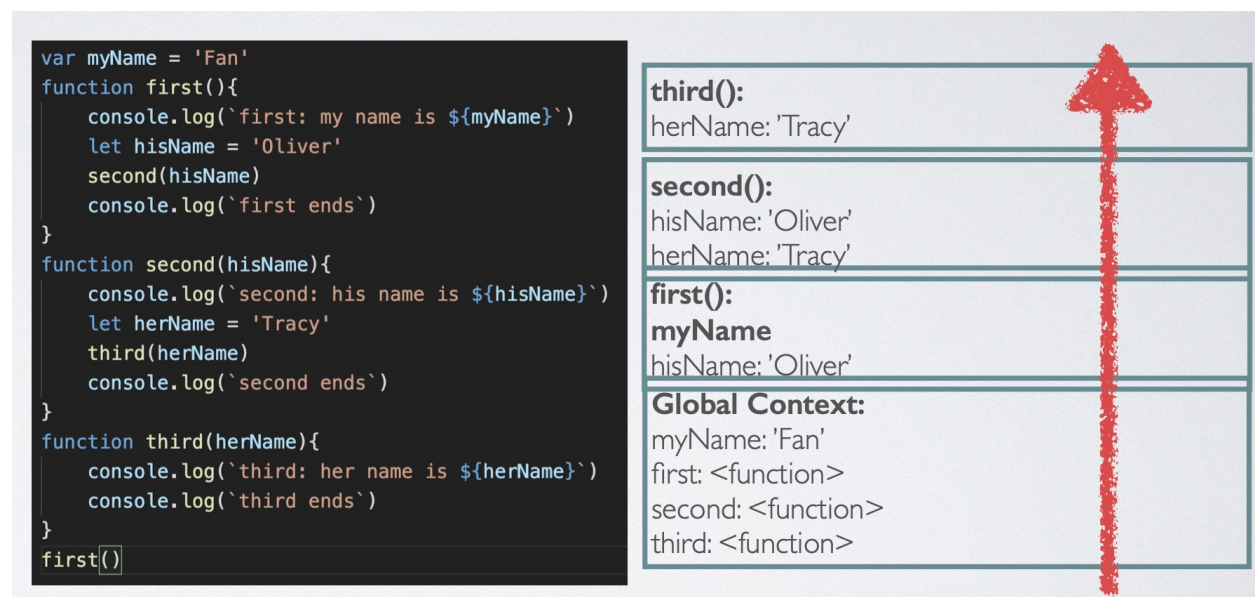 var myName = 'Fan'
function first(){
    console.log(`first: my name is ${myName}`)
    let hisName = 'Oliver'
    second(hisName)
    console.log(`first ends`)
}
function second(hisName){
    console.log(`second: his name is ${hisName}`)
    let herName = 'Tracy'
    third(herName)
    console.log(`second ends`)
}
function third(herName){
    console.log(`third: her name is ${herName}`)
    console.log(`third ends`)
}
first()
third():
herName: ’Tracy’
second():
hisName: ’Oliver’
herName: ’Tracy’
first():
myName
hisName: ’Oliver’
Global Context:
myName: ’Fan’
first: <function>
second: <function>
third: <function>